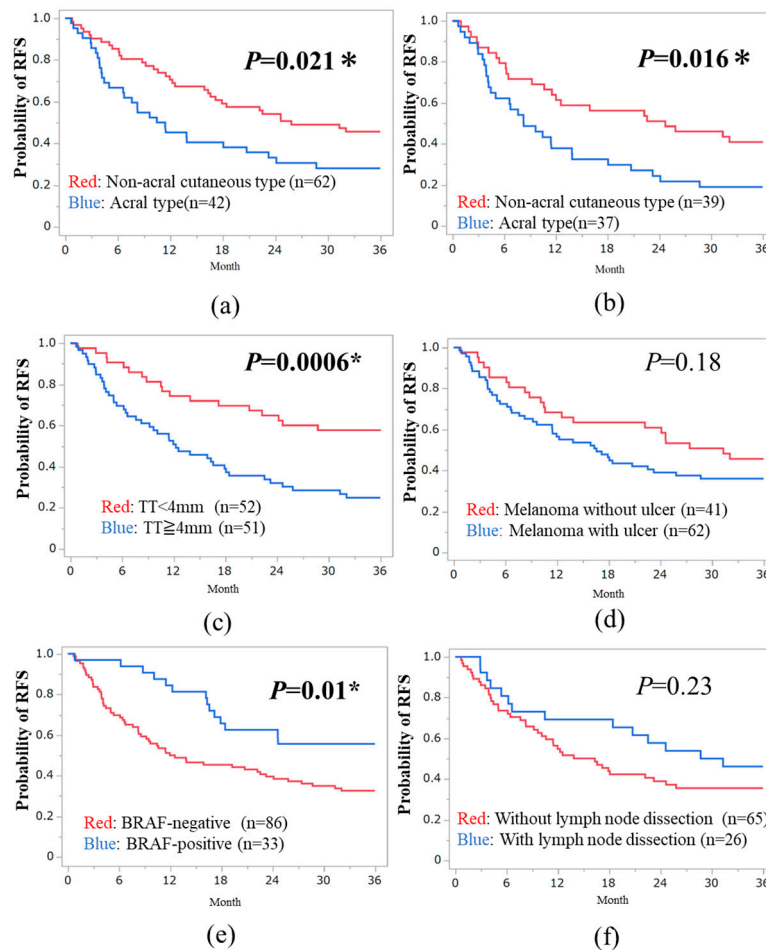 Probability of RFS
1.0
0.8
0.6
0.4
0.2
0
P=0.021*
Red: Non-acral cutaneous type (n=62)
Blue: Acral type(n=42)
0 6 12 18 24 30 36
Month
(a)
Probability of RFS
1.0
0.8
0.6
0.4
0.2
0
P=0.016*
Red: Non-acral cutaneous type (n=39)
Blue: Acral type(n=37)
0 6 12 18 24 30 36
Month
(b)
Probability of RFS
1.0
0.8
0.6
0.4
0.2
0
P=0.0006*
Red: TT<4mm (n=52)
Blue: TT≧4mm (n=51)
0 6 12 18 24 30 36
Month
(c)
Probability of RFS
1.0
0.8
0.6
0.4
0.2
0
P=0.18
Red: Melanoma without ulcer (n=41)
Blue: Melanoma with ulcer (n=62)
0 6 12 18 24 30 36
Month
(d)
Probability of RFS
1.0
0.8
0.6
0.4
0.2
0
P=0.01*
Red: BRAF-negative (n=86)
Blue: BRAF-positive (n=33)
0 6 12 18 24 30 36
Month
(e)
Probability of RFS
1.0
0.8
0.6
0.4
0.2
0
P=0.23
Red: Without lymph node dissection (n=65)
Blue: With lymph node dissection (n=26)
0 6 12 18 24 30 36
Month
(f)